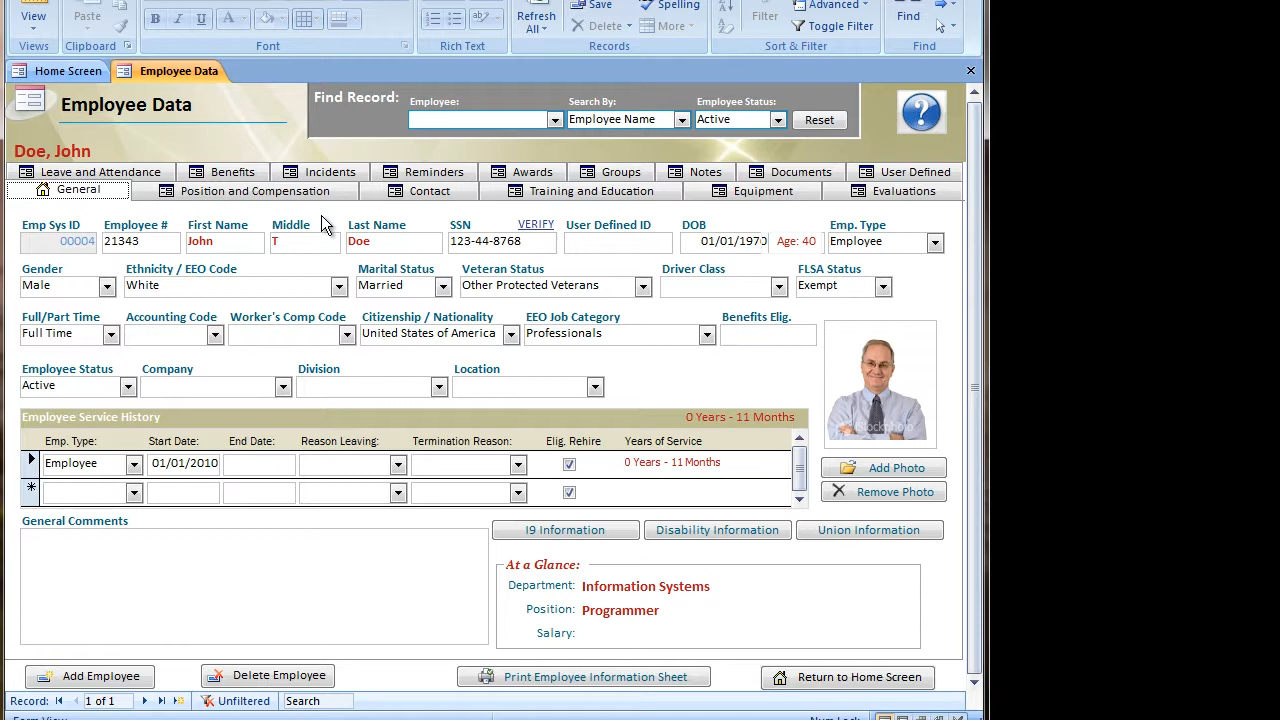 View Paste B I U A Refresh All Save Delete More Spelling Filter Advanced Toggle Filter Find
Views Clipboard Font Rich Text Records Sort & Filter Find
Home Screen Employee Data
Employee Data
Find Record: Employee: Search By: Employee Status:
Employee Name Active Reset
Doe, John
Leave and Attendance Benefits Incidents Reminders Awards Groups Notes Documents User Defined
General Position and Compensation Contact Training and Education Equipment Evaluations
Emp Sys ID Employee # First Name Middle Last Name SSN VERIFY User Defined ID DOB Emp. Type
00004 21343 John T Doe 123-44-8768 01/01/1970 Age: 40 Employee
Gender Ethnicity / EEO Code Marital Status Veteran Status Driver Class FLSA Status
Male White Married Other Protected Veterans Exempt
Full/Part Time Accounting Code Worker's Comp Code Citizenship / Nationality EEO Job Category Benefits Elig.
Full Time United States of America Professionals
Employee Status Company Division Location
Active
Employee Service History 0 Years - 11 Months
Emp. Type: Start Date: End Date: Reason Leaving: Termination Reason: Elig. Rehire Years of Service
Employee 01/01/2010 0 Years - 11 Months
Add Photo
Remove Photo
General Comments
I9 Information Disability Information Union Information
At a Glance:
Department: Information Systems
Position: Programmer
Salary:
Add Employee Delete Employee Print Employee Information Sheet Return to Home Screen
Record: 1 of 1 Unfiltered Search
Form View Num Lock